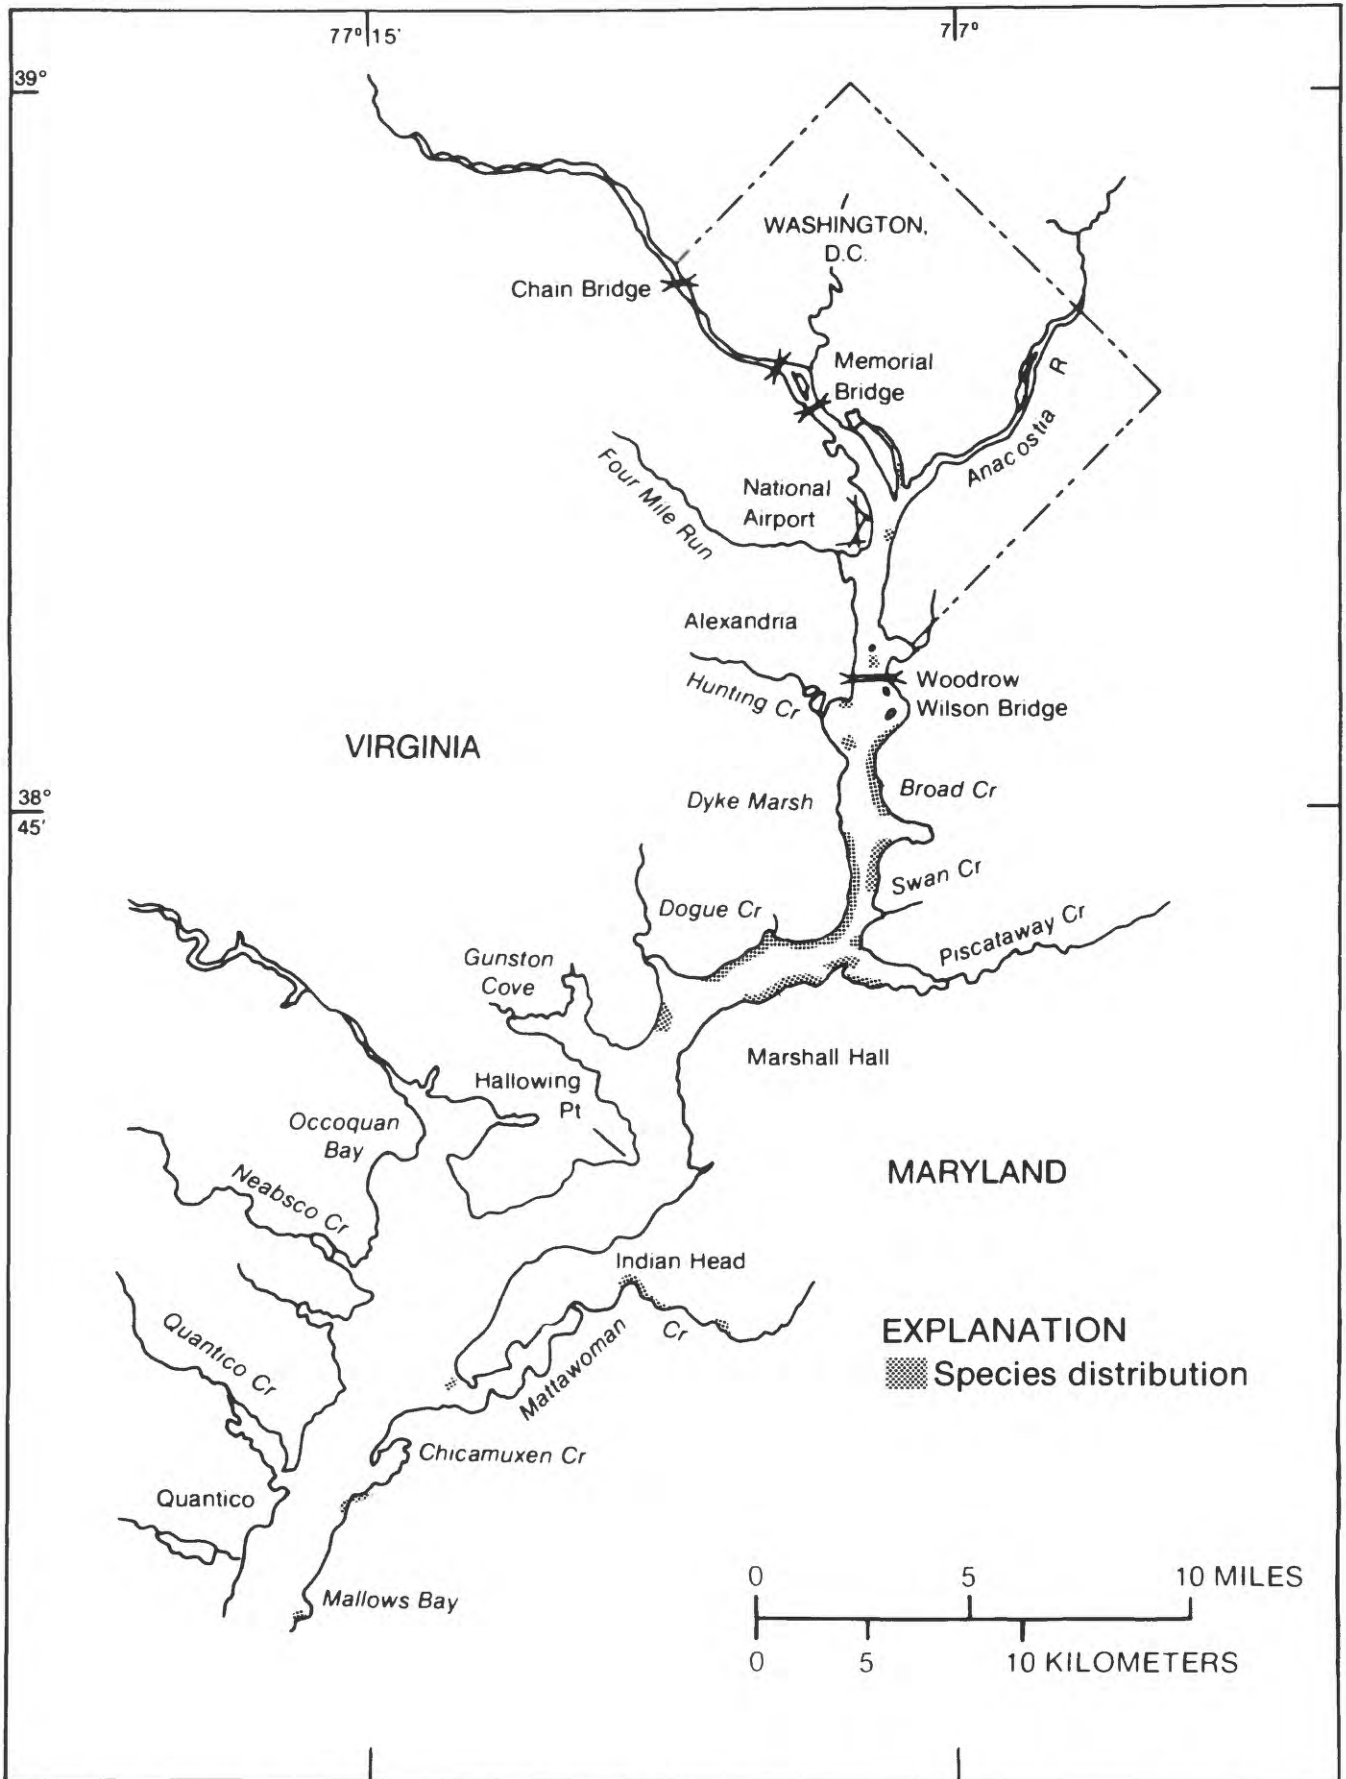 77° 15'
77°
39°
WASHINGTON,
D.C.
Chain Bridge
Memorial
Bridge
Anacostia R
Four Mile Run
National
Airport
Alexandria
Hunting Cr
Woodrow
Wilson Bridge
VIRGINIA
38°
45'
Dyke Marsh
Broad Cr
Swan Cr
Dogue Cr
Piscataway Cr
Gunston
Cove
Marshall Hall
Hallowing
Pt
Occoquan
Bay
MARYLAND
Neabsco Cr
Indian Head
Quantico Cr
Mattawoman Cr
EXPLANATION
Species distribution
Chicamuxen Cr
Quantico
Mallows Bay
0 5 10 MILES
0 5 10 KILOMETERS